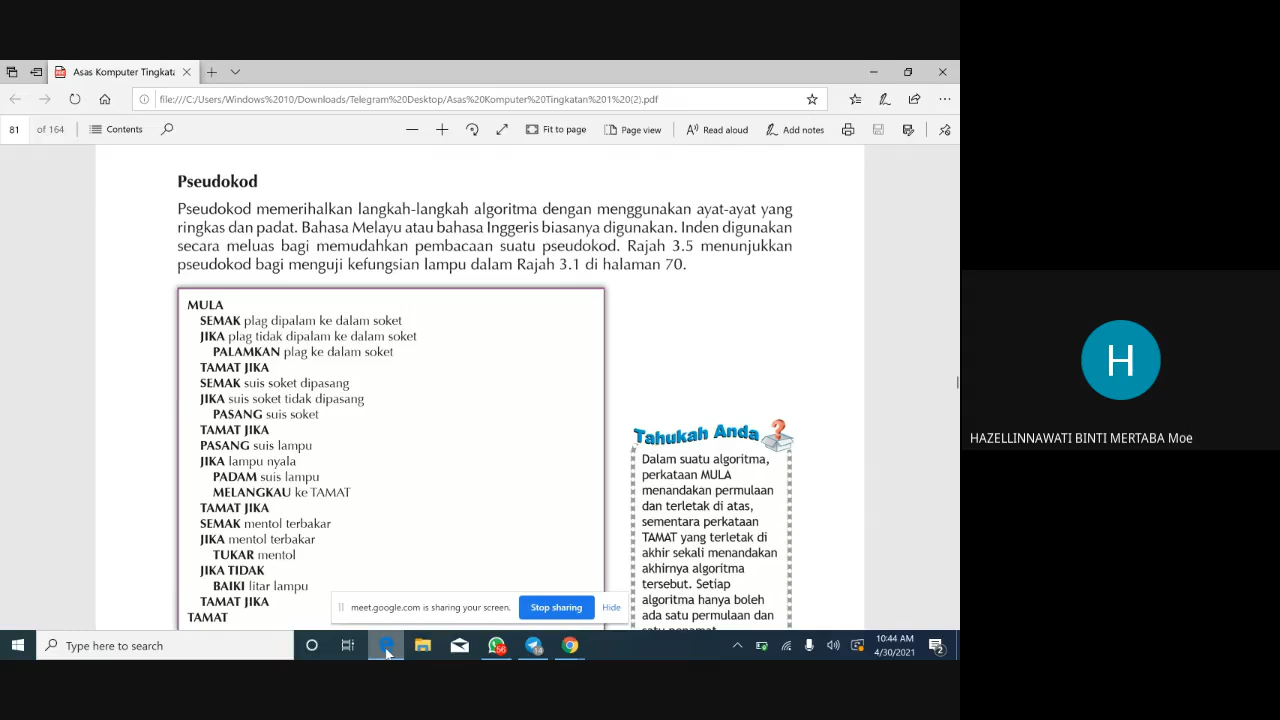 Asas Komputer Tingkata
file:///C:/Users/Windows%2010/Downloads/Telegram%20Desktop/Asas%20Komputer%20Tingkatan%201%20(2).pdf
81 of 164 Contents Fit to page Page view Read aloud Add notes
Pseudokod
Pseudokod memerihalkan langkah-langkah algoritma dengan menggunakan ayat-ayat yang
ringkas dan padat. Bahasa Melayu atau bahasa Inggeris biasanya digunakan. Inden digunakan
secara meluas bagi memudahkan pembacaan suatu pseudokod. Rajah 3.5 menunjukkan
pseudokod bagi menguji kefungsian lampu dalam Rajah 3.1 di halaman 70.
MULA
SEMAK plag dipalam ke dalam soket
JIKA plag tidak dipalam ke dalam soket
PALAMKAN plag ke dalam soket
TAMAT JIKA
SEMAK suis soket dipasang
JIKA suis soket tidak dipasang
PASANG suis soket
TAMAT JIKA
PASANG suis lampu
JIKA lampu nyala
PADAM suis lampu
MELANGKAU ke TAMAT
TAMAT JIKA
SEMAK mentol terbakar
JIKA mentol terbakar
TUKAR mentol
JIKA TIDAK
BAIKI litar lampu
TAMAT JIKA
TAMAT
Tahukah Anda
Dalam suatu algoritma,
perkataan MULA
menandakan permulaan
dan terletak di atas,
sementara perkataan
TAMAT yang terletak di
akhir sekali menandakan
akhirnya algoritma
tersebut. Setiap
algoritma hanya boleh
ada satu permulaan dan
satu penamat.
meet.google.com is sharing your screen. Stop sharing Hide
H
HAZELLINNAWATI BINTI MERTABA Moe
Type here to search
56
14
10:44 AM
4/30/2021
2